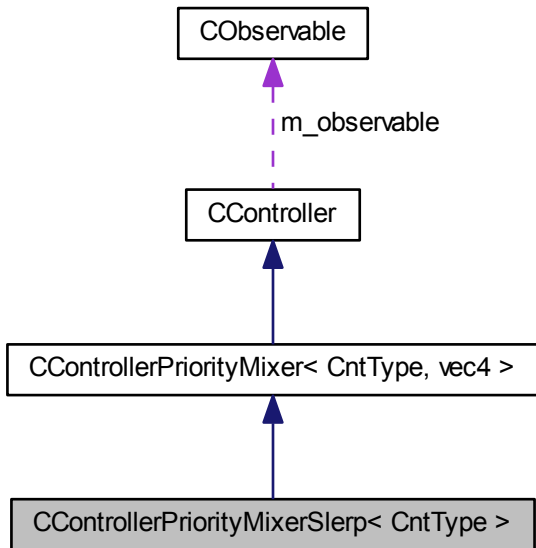 CObservable
m_observable
CController
CControllerPriorityMixer< CntType, vec4 >
CControllerPriorityMixerSlerp< CntType >